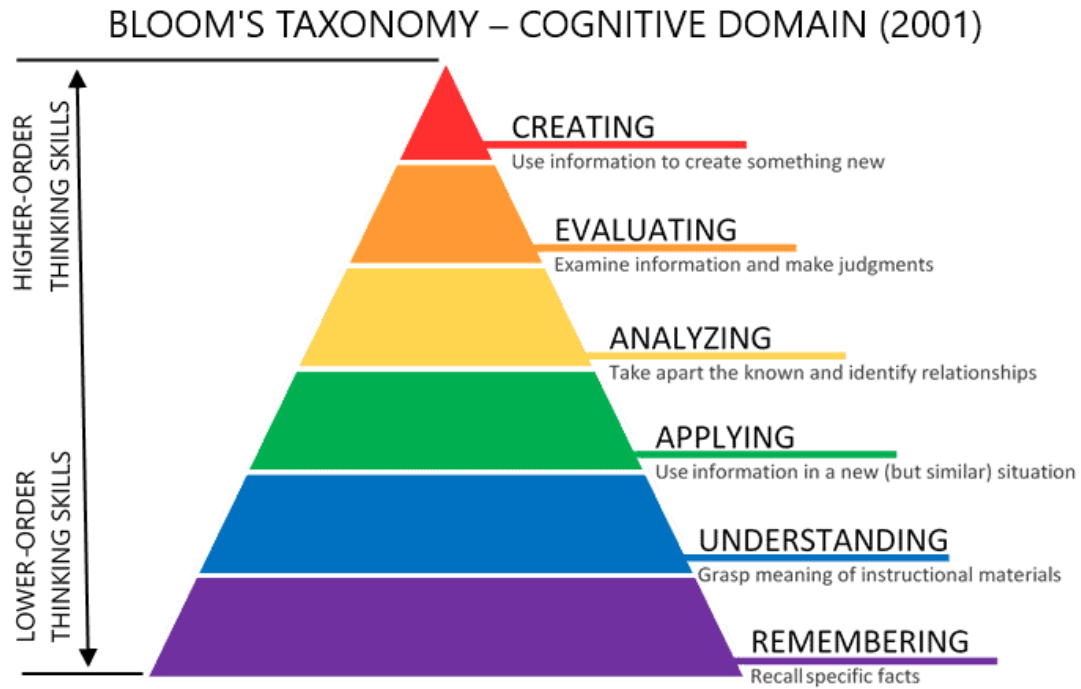 BLOOM'S TAXONOMY – COGNITIVE DOMAIN (2001)
HIGHER-ORDER
THINKING SKILLS
LOWER-ORDER
THINKING SKILLS
CREATING
Use information to create something new
EVALUATING
Examine information and make judgments
ANALYZING
Take apart the known and identify relationships
APPLYING
Use information in a new (but similar) situation
UNDERSTANDING
Grasp meaning of instructional materials
REMEMBERING
Recall specific facts